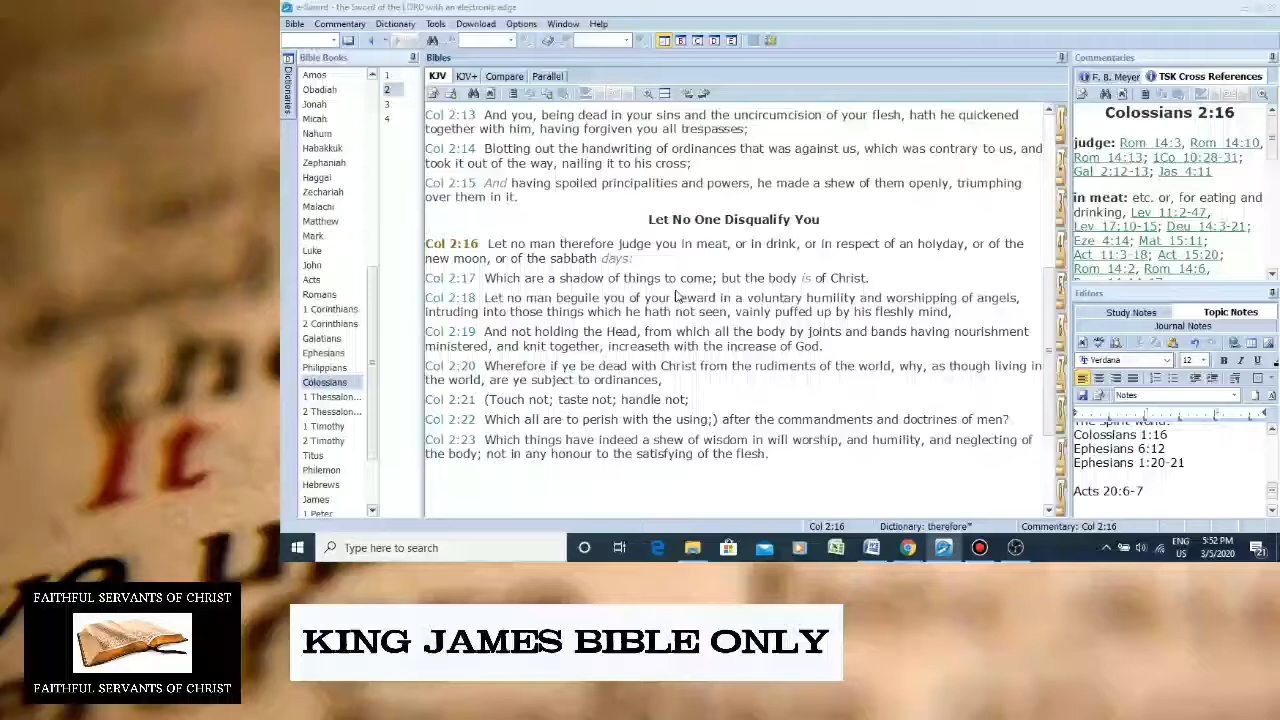 e-Sword - the Sword of the LORD with an electronic edge
Bible Commentary Dictionary Tools Download Options Window Help
Dictionaries
Bible Books
Amos
Obadiah
Jonah
Micah
Nahum
Habakkuk
Zephaniah
Haggai
Zechariah
Malachi
Matthew
Mark
Luke
John
Acts
Romans
1 Corinthians
2 Corinthians
Galatians
Ephesians
Philippians
Colossians
1 Thessalon...
2 Thessalon...
1 Timothy
2 Timothy
Titus
Philemon
Hebrews
James
1 Peter
1
2
3
4
Bibles
KJV KJV+ Compare Parallel
Col 2:13 And you, being dead in your sins and the uncircumcision of your flesh, hath he quickened
together with him, having forgiven you all trespasses;
Col 2:14 Blotting out the handwriting of ordinances that was against us, which was contrary to us, and
took it out of the way, nailing it to his cross;
Col 2:15 And having spoiled principalities and powers, he made a shew of them openly, triumphing
over them in it.
Let No One Disqualify You
Col 2:16 Let no man therefore judge you in meat, or in drink, or in respect of an holyday, or of the
new moon, or of the sabbath days:
Col 2:17 Which are a shadow of things to come; but the body is of Christ.
Col 2:18 Let no man beguile you of your reward in a voluntary humility and worshipping of angels,
intruding into those things which he hath not seen, vainly puffed up by his fleshly mind,
Col 2:19 And not holding the Head, from which all the body by joints and bands having nourishment
ministered, and knit together, increaseth with the increase of God.
Col 2:20 Wherefore if ye be dead with Christ from the rudiments of the world, why, as though living in
the world, are ye subject to ordinances,
Col 2:21 (Touch not; taste not; handle not;
Col 2:22 Which all are to perish with the using;) after the commandments and doctrines of men?
Col 2:23 Which things have indeed a shew of wisdom in will worship, and humility, and neglecting of
the body; not in any honour to the satisfying of the flesh.
Commentaries
F. B. Meyer TSK Cross References
Colossians 2:16
judge: Rom 14:3, Rom 14:10,
Rom 14:13; 1Co 10:28-31;
Gal 2:12-13; Jas 4:11
in meat: etc. or, for eating and
drinking, Lev 11:2-47,
Lev 17:10-15; Deu 14:3-21;
Eze 4:14; Mat 15:11;
Act 11:3-18; Act 15:20;
Rom 14:2, Rom 14:6,
Editors
Study Notes Topic Notes
Journal Notes
Verdana 12 B I U
Notes
The spirit world.
Colossians 1:16
Ephesians 6:12
Ephesians 1:20-21
Acts 20:6-7
Col 2:16 Dictionary: therefore" Commentary: Col 2:16
Type here to search
ENG
US
5:52 PM
3/5/2020
21
It
FAITHFUL SERVANTS OF CHRIST
FAITHFUL SERVANTS OF CHRIST
KING JAMES BIBLE ONLY